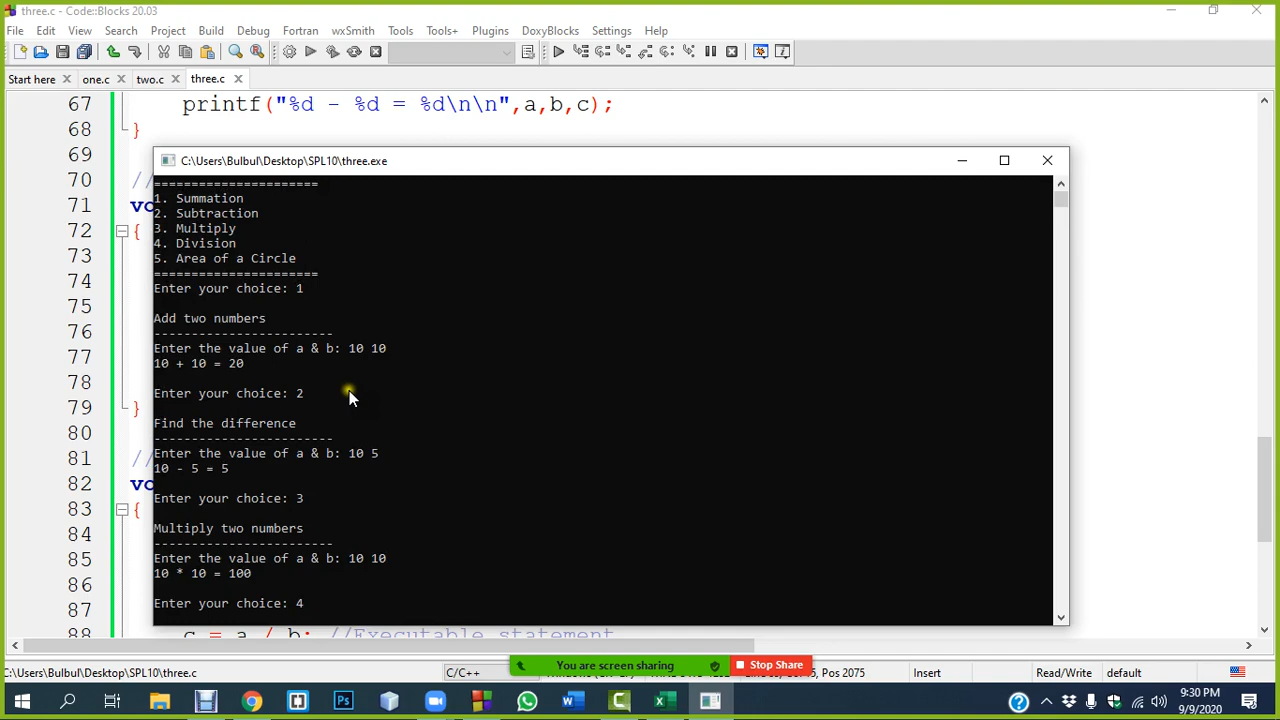 three.c - Code::Blocks 20.03
File Edit View Search Project Build Debug Fortran wxSmith Tools Tools+ Plugins DoxyBlocks Settings Help
Start here one.c two.c three.c
67 printf("%d - %d = %d\n\n",a,b,c);
68 }
69
70 //
71 vo
72 {
73
74
75
76
77
78
79 }
80
81 //
82 vo
83 {
84
85
86
87
88 c = a / b; //Executable statement
C:\Users\Bulbul\Desktop\SPL10\three.exe
======================
1. Summation
2. Subtraction
3. Multiply
4. Division
5. Area of a Circle
======================
Enter your choice: 1
Add two numbers
------------------------
Enter the value of a & b: 10 10
10 + 10 = 20
Enter your choice: 2
Find the difference
------------------------
Enter the value of a & b: 10 5
10 - 5 = 5
Enter your choice: 3
Multiply two numbers
------------------------
Enter the value of a & b: 10 10
10 * 10 = 100
Enter your choice: 4
C:\Users\Bulbul\Desktop\SPL10\three.c C/C++ Pos 2075 Insert Read/Write default
You are screen sharing Stop Share
9:30 PM
9/9/2020